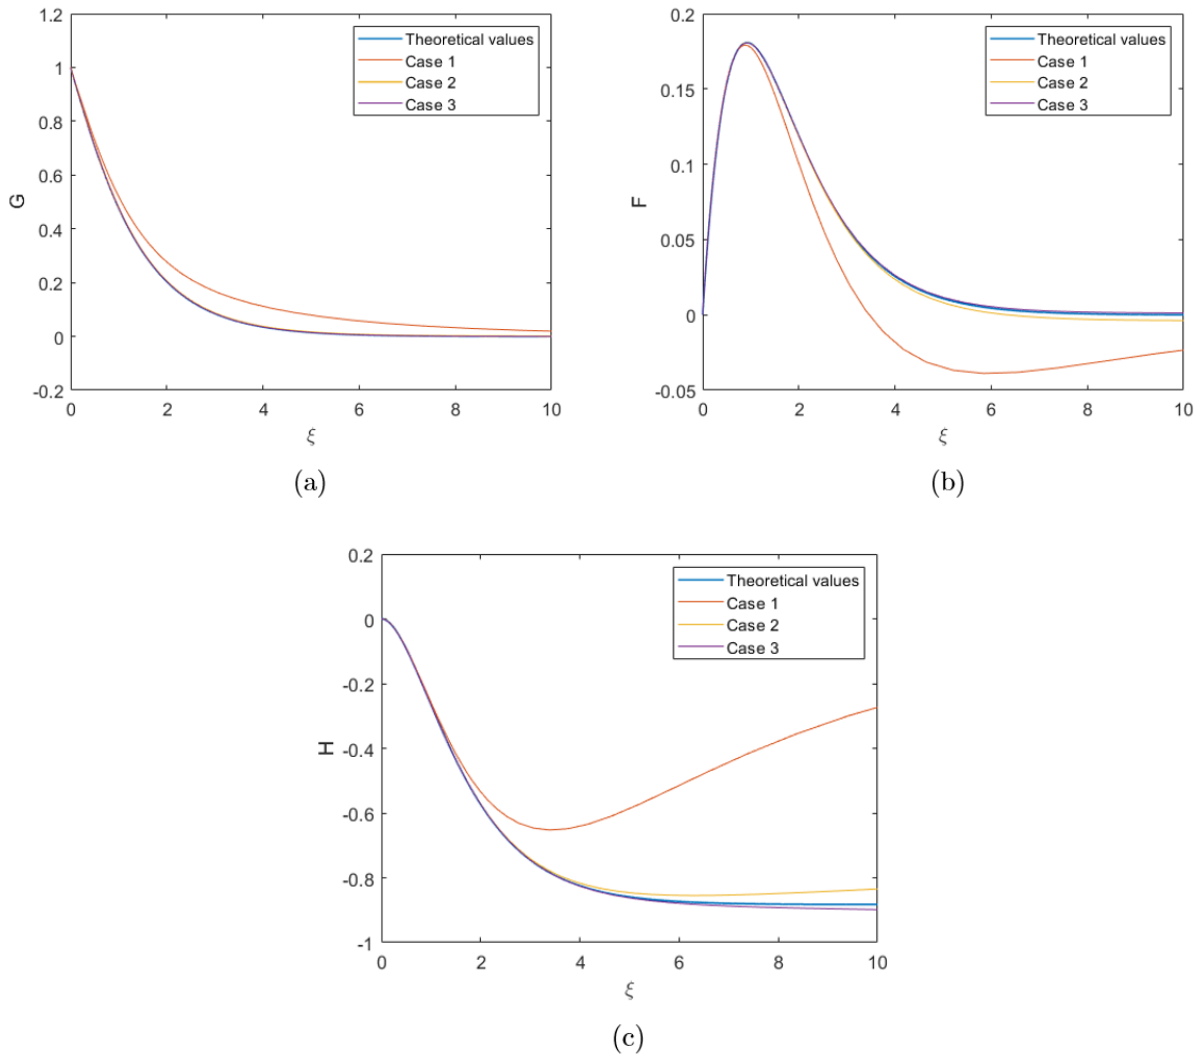 1.2
1
0.8
0.6
0.4
0.2
0
-0.2
G
0 2 4 6 8 10
ξ
Theoretical values
Case 1
Case 2
Case 3
(a)
0.2
0.15
0.1
0.05
0
-0.05
F
0 2 4 6 8 10
ξ
Theoretical values
Case 1
Case 2
Case 3
(b)
0.2
0
-0.2
-0.4
-0.6
-0.8
-1
H
0 2 4 6 8 10
ξ
Theoretical values
Case 1
Case 2
Case 3
(c)